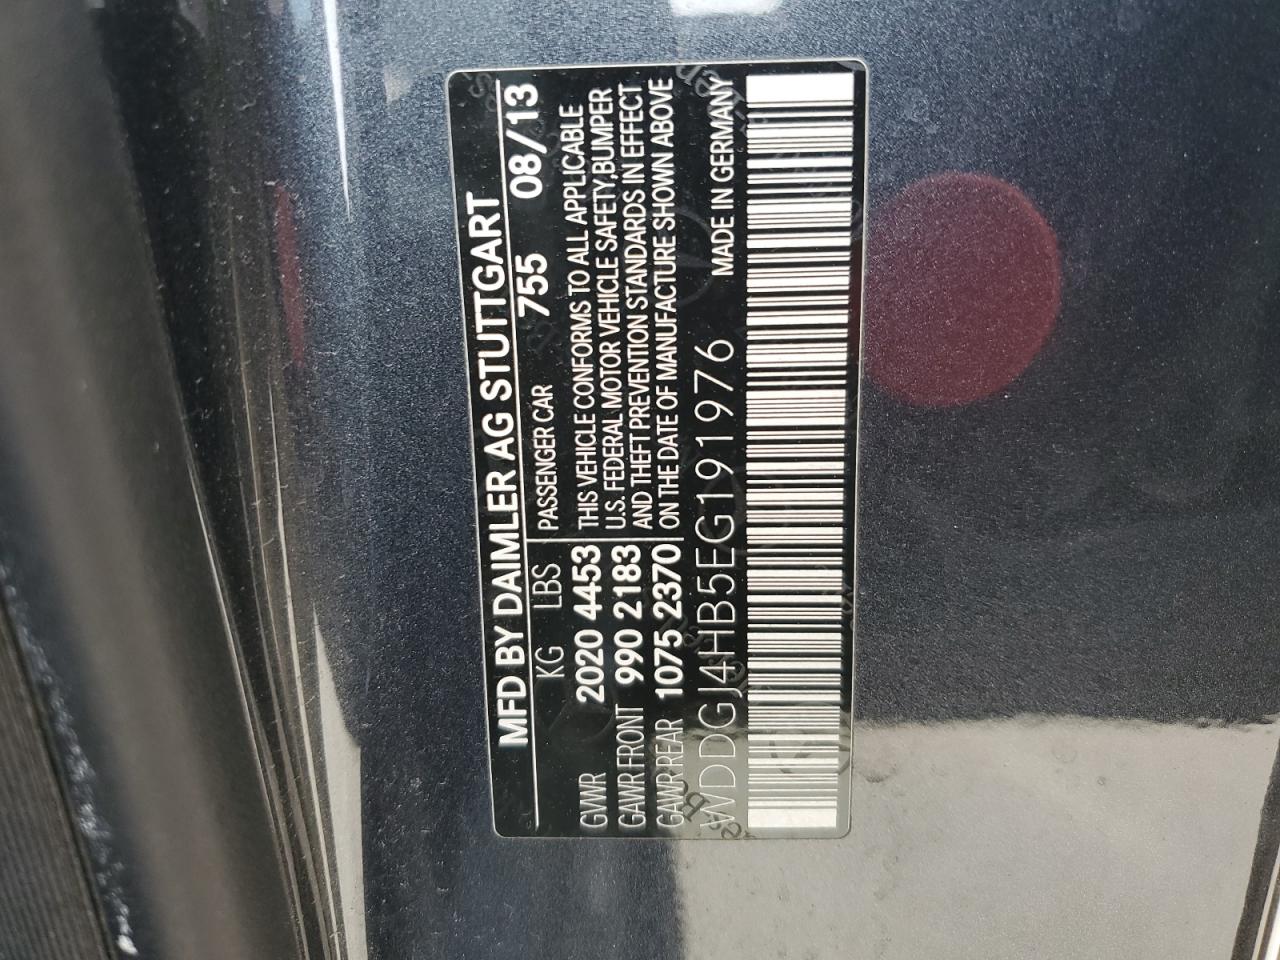 MFD BY DAIMLER AG STUTTGART
KG LBS PASSENGER CAR 755 08/13
GVWR 2020 4453 THIS VEHICLE CONFORMS TO ALL APPLICABLE
GAWR FRONT 990 2183 U.S. FEDERAL MOTOR VEHICLE SAFETY,BUMPER
AND THEFT PREVENTION STANDARDS IN EFFECT
GAWR REAR 1075 2370 ON THE DATE OF MANUFACTURE SHOWN ABOVE
WDDGJ4HB5EG191976 MADE IN GERMANY